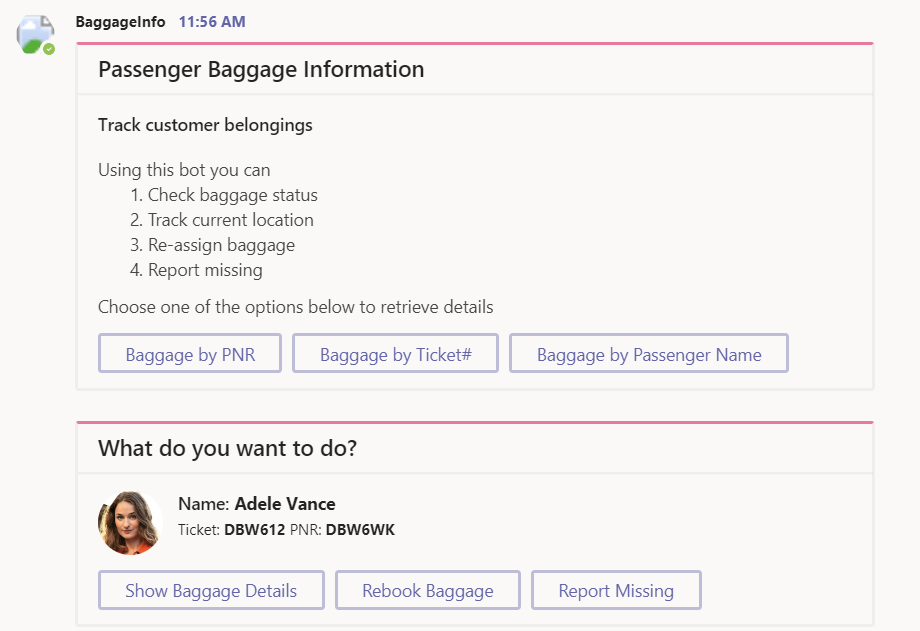 BaggageInfo 11:56 AM
Passenger Baggage Information
Track customer belongings
Using this bot you can
1. Check baggage status
2. Track current location
3. Re-assign baggage
4. Report missing
Choose one of the options below to retrieve details
Baggage by PNR Baggage by Ticket# Baggage by Passenger Name
What do you want to do?
Name: Adele Vance
Ticket: DBW612 PNR: DBW6WK
Show Baggage Details Rebook Baggage Report Missing